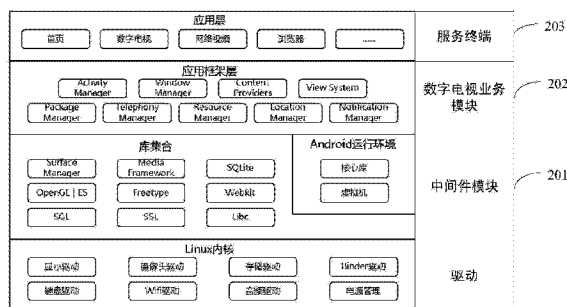 应用层
首页 数字电视 网络视频 浏览器 ......
服务终端
203
应用框架层
Activity Manager
Window Manager
Content Providers
View System
Package Manager
Telephony Manager
Resource Manager
Location Manager
Notification Manager
数字电视业务模块
202
库集合
Surface Manager
Media Framework
SQLite
OpenGL | ES
Freetype
Webkit
SGL
SSL
Libc
Android运行环境
核心库
虚拟机
中间件模块
201
Linux内核
显示驱动
摄像头驱动
存储驱动
Binder驱动
键盘驱动
Wifi驱动
音频驱动
电源管理
驱动